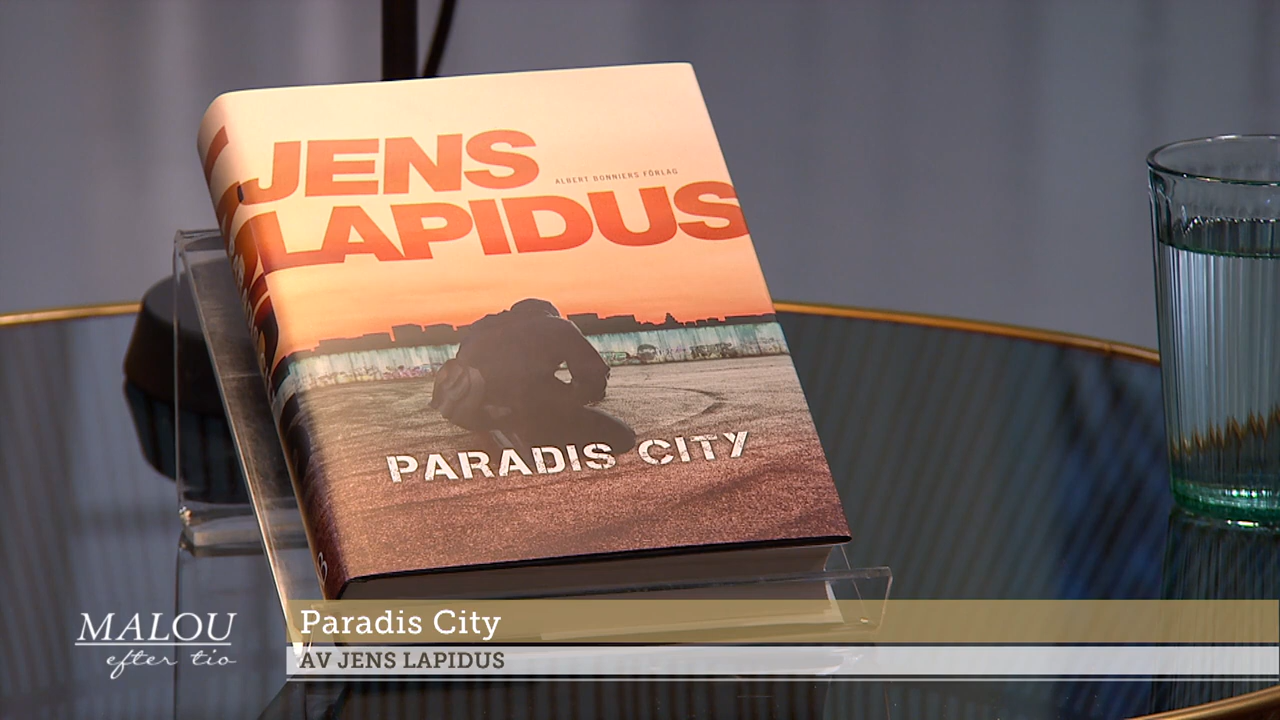 JENS
ALBERT BONNIERS FÖRLAG
LAPIDUS
PARADIS CITY
MALOU
efter tio
Paradis City
AV JENS LAPIDUS